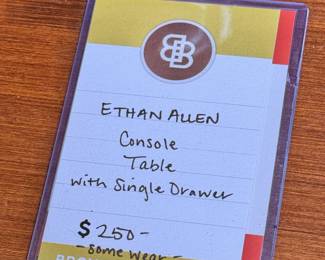 ETHAN ALLEN
Console
Table
with Single Drawer
$250-
-some wear-